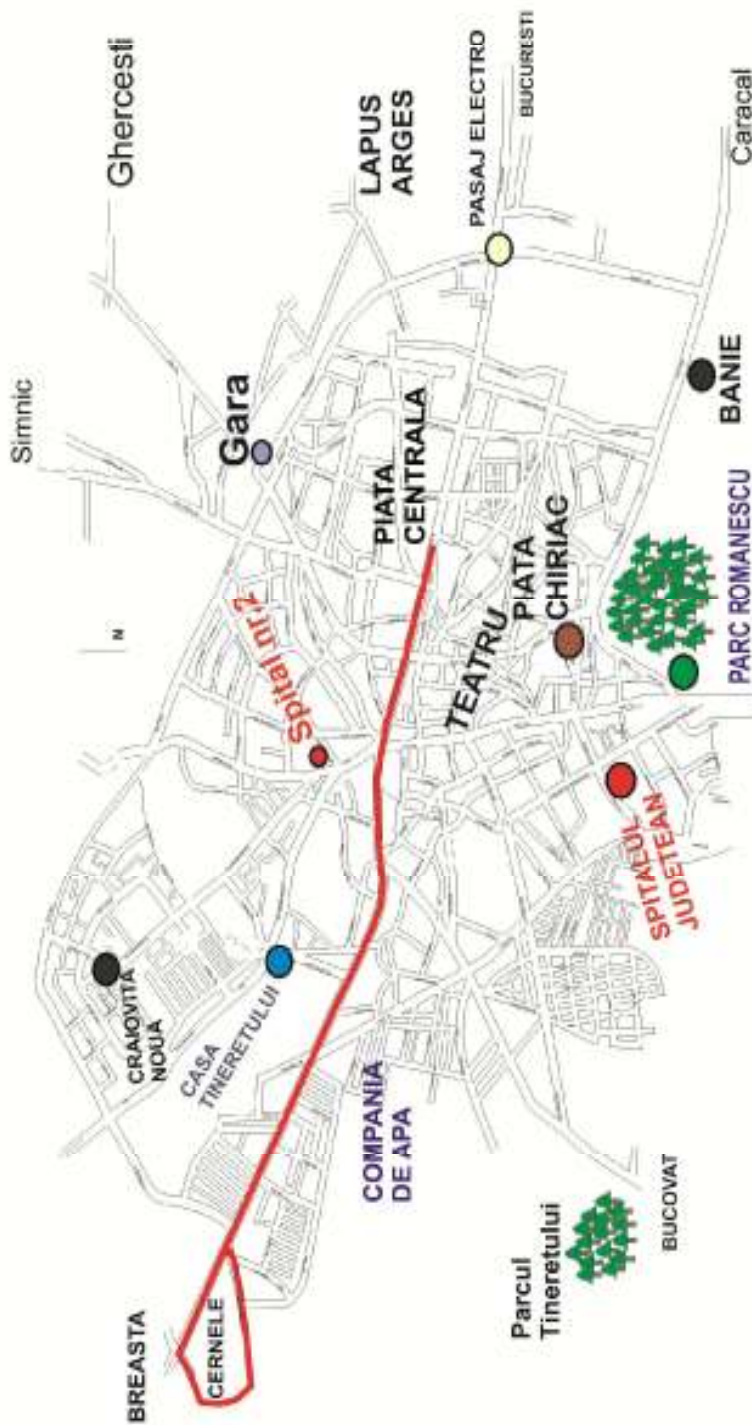 Ghercesti
Simnic
LAPUS
ARGES
Gara
PASAJ ELECTRO
BUCURESTI
Caracal
N
Spital nr.2
PIATA
CENTRALA
BANIE
TEATRU
PIATA
CHIRIAC
PARC ROMANESCU
CRAIOVITA
NOUA
CASA
TINERETULUI
SPITALUL
JUDETEAN
COMPANIA
DE APA
BREASTA
CERNELE
Parcul
Tineretului
BUCOVAT